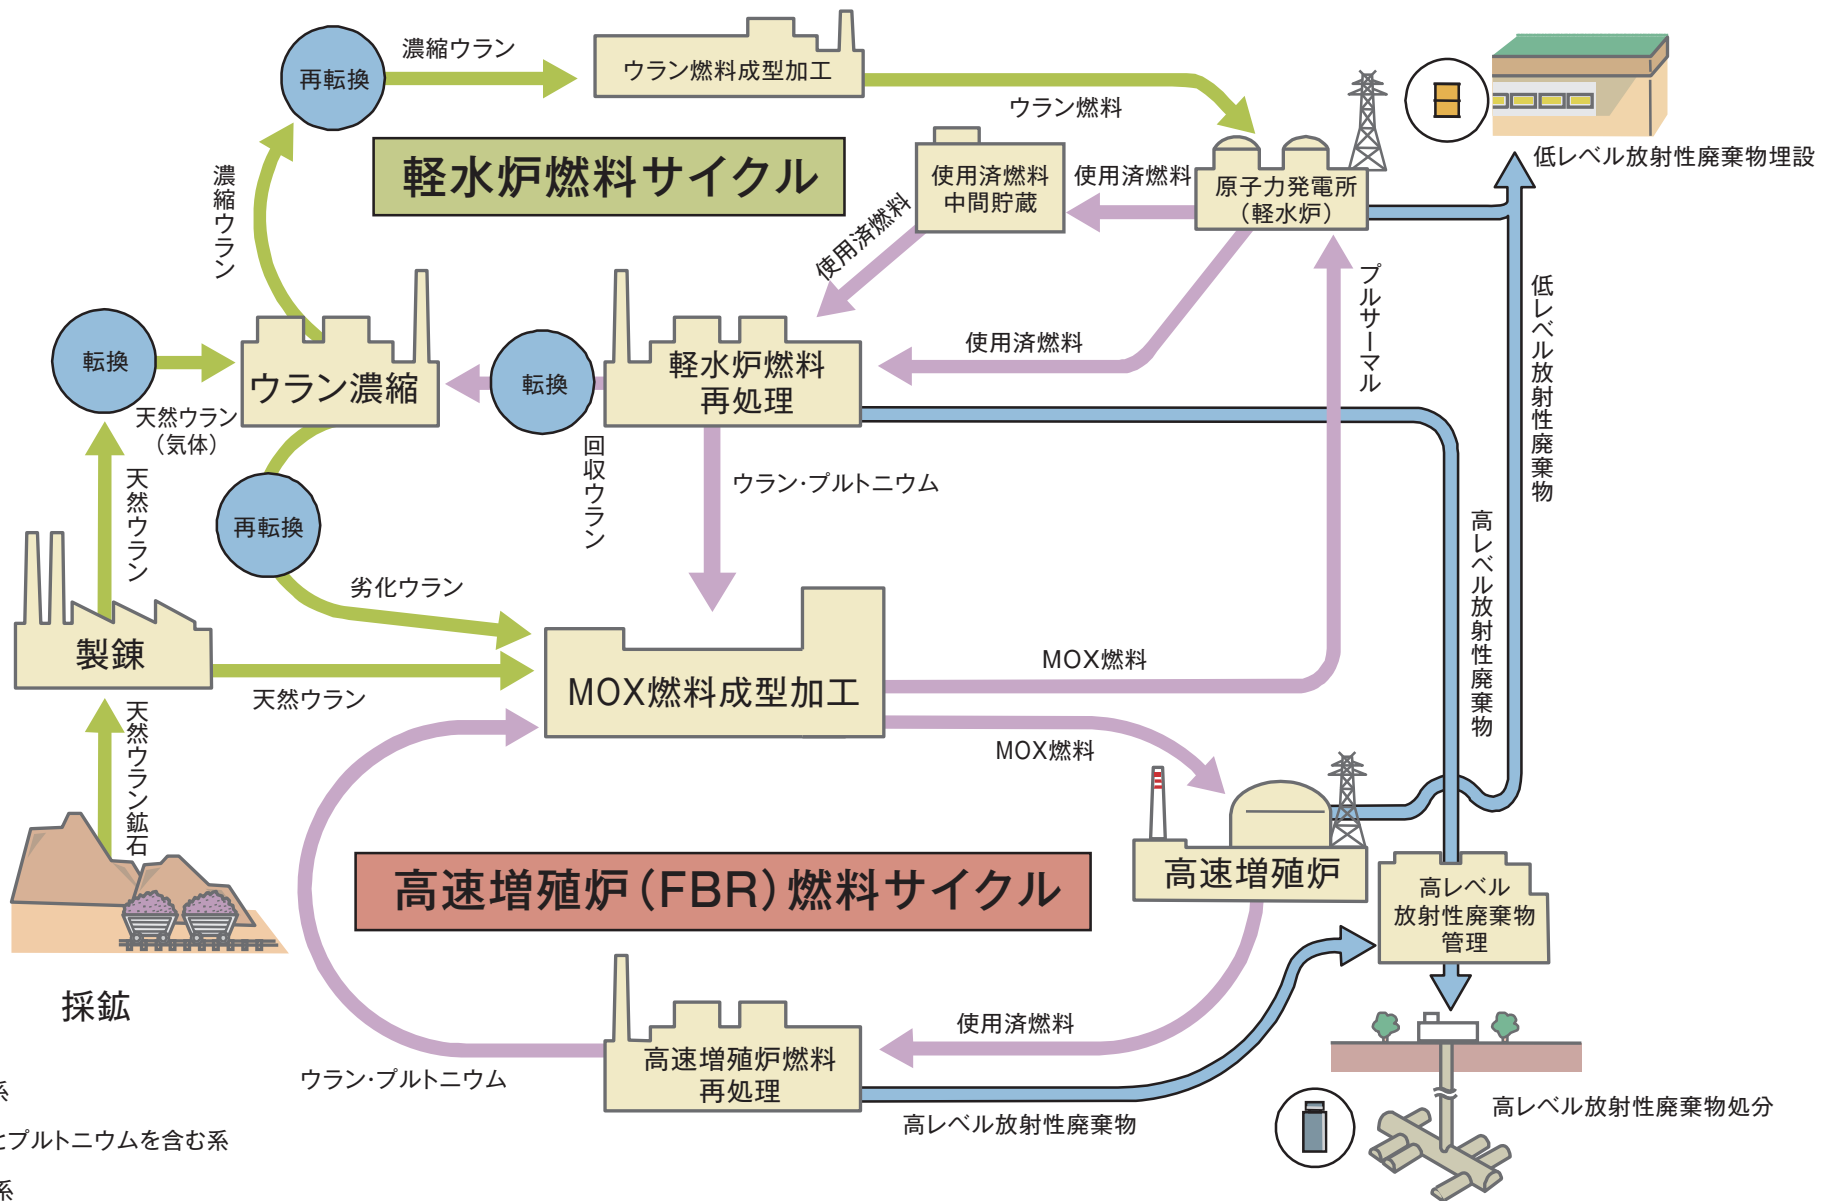 再転換
濃縮ウラン
ウラン燃料成型加工
ウラン燃料
低レベル放射性廃棄物埋設
軽水炉燃料サイクル
濃縮ウラン
使用済燃料
中間貯蔵
使用済燃料
原子力発電所
（軽水炉）
使用済燃料
プルサーマル
低レベル放射性廃棄物
転換
天然ウラン
（気体）
ウラン濃縮
転換
回収ウラン
軽水炉燃料
再処理
使用済燃料
ウラン・プルトニウム
高レベル放射性廃棄物
天然ウラン
再転換
劣化ウラン
製錬
天然ウラン
MOX燃料成型加工
MOX燃料
MOX燃料
天然ウラン鉱石
高速増殖炉（FBR）燃料サイクル
高速増殖炉
高レベル
放射性廃棄物
管理
採鉱
使用済燃料
高速増殖炉燃料
再処理
ウラン・プルトニウム
高レベル放射性廃棄物
高レベル放射性廃棄物処分
系
とプルトニウムを含む系
系